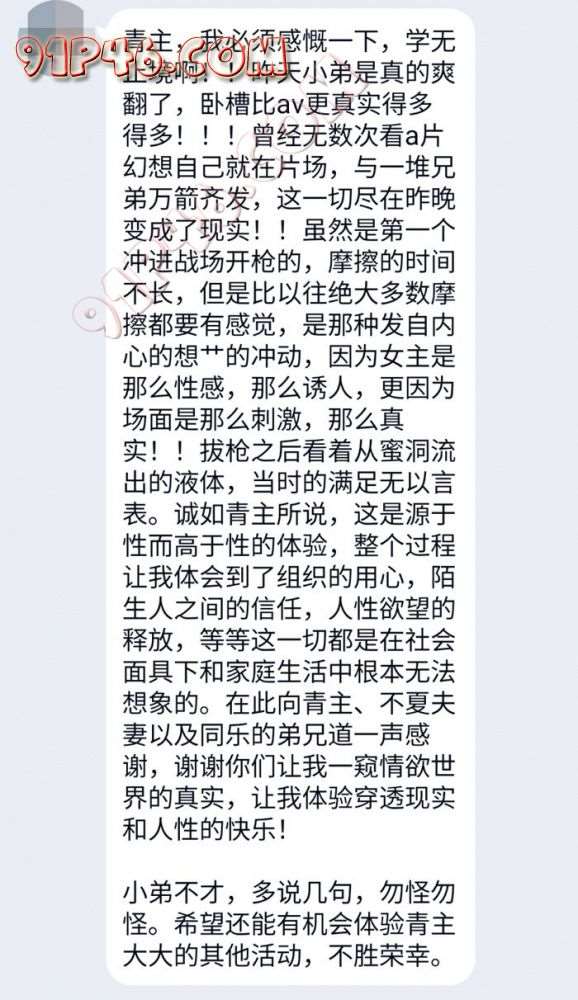 91P46.COM
青主，我必须感慨一下，学无
止境啊！！昨天小弟是真的爽
翻了，卧槽比av更真实得多
得多！！！曾经无数次看a片
幻想自己就在片场，与一堆兄
弟万箭齐发，这一切尽在昨晚
变成了现实！！虽然是第一个
冲进战场开枪的，摩擦的时间
不长，但是比以往绝大多数摩
擦都要有感觉，是那种发自内
心的想艹的冲动，因为女主是
那么性感，那么诱人，更因为
场面是那么刺激，那么真
实！！拔枪之后看着从蜜洞流
出的液体，当时的满足无以言
表。诚如青主所说，这是源于
性而高于性的体验，整个过程
让我体会到了组织的用心，陌
生人之间的信任，人性欲望的
释放，等等这一切都是在社会
面具下和家庭生活中根本无法
想象的。在此向青主、不夏夫
妻以及同乐的弟兄道一声感
谢，谢谢你们让我一窥情欲世
界的真实，让我体验穿透现实
和人性的快乐！
小弟不才，多说几句，勿怪勿
怪。希望还能有机会体验青主
大大的其他活动，不胜荣幸。
91P46.COM